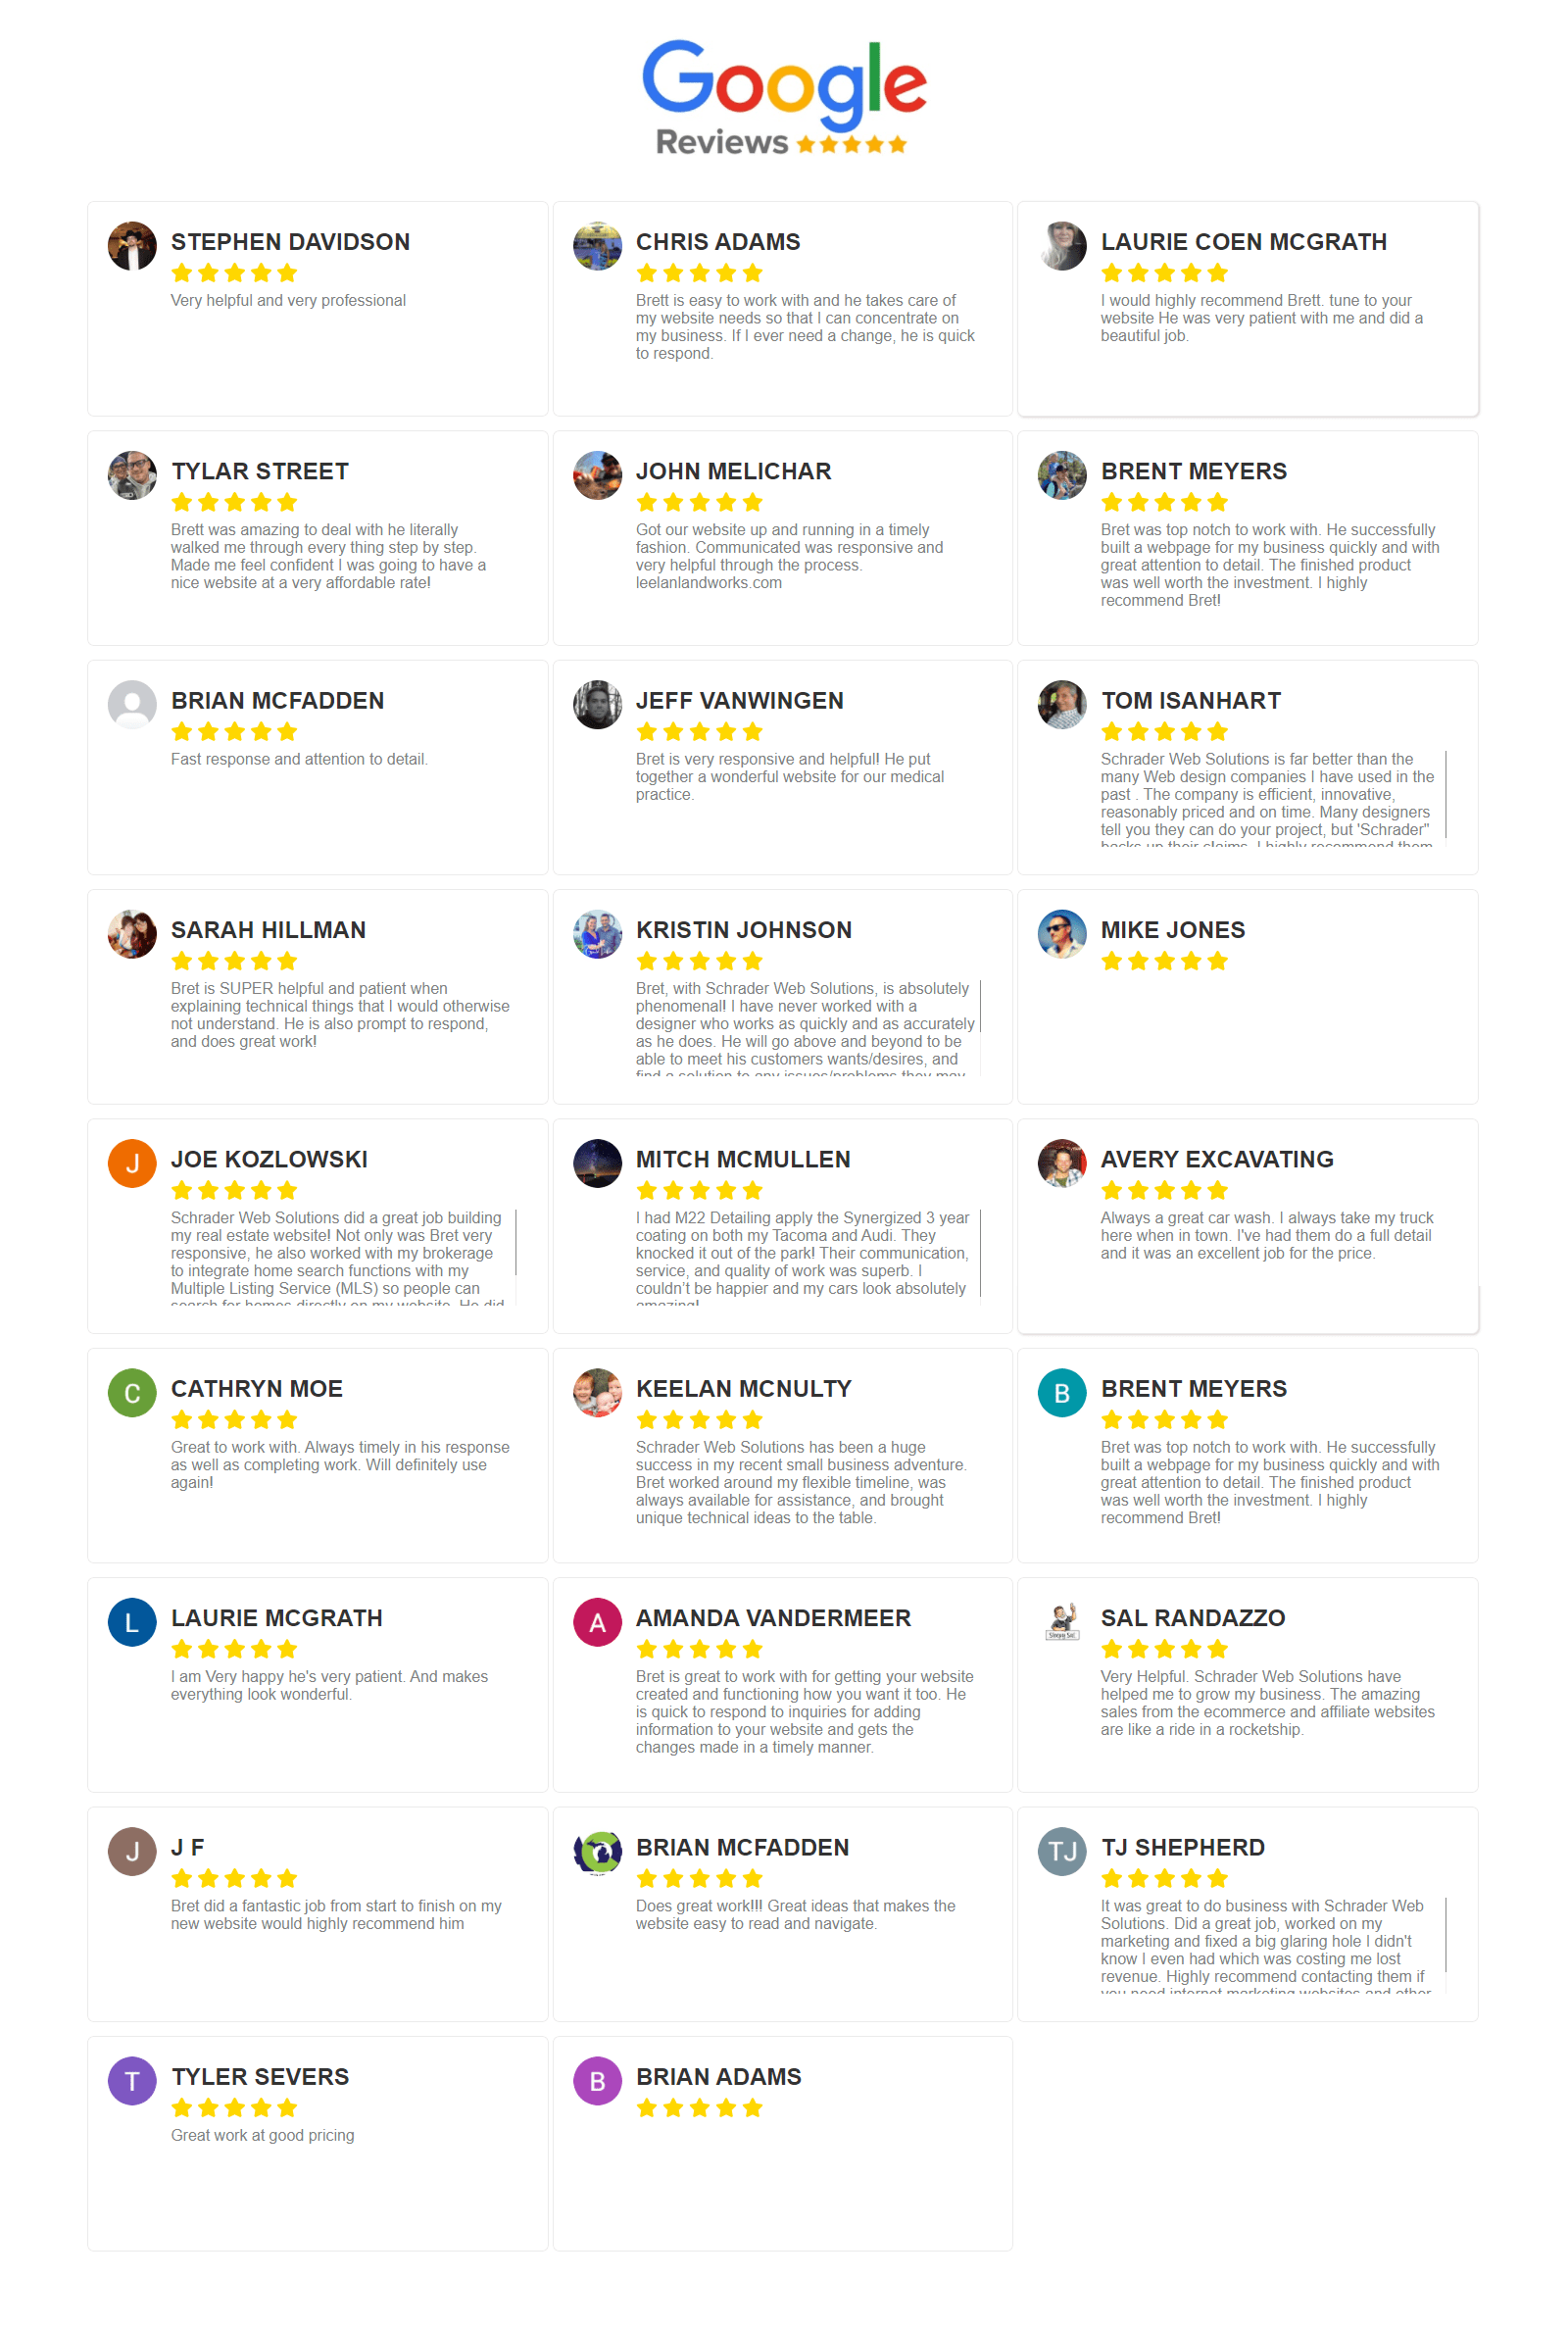 Google
Reviews
STEPHEN DAVIDSON
Very helpful and very professional
CHRIS ADAMS
Brett is easy to work with and he takes care of
my website needs so that I can concentrate on
my business. If I ever need a change, he is quick
to respond.
LAURIE COEN MCGRATH
I would highly recommend Brett. tune to your
website He was very patient with me and did a
beautiful job.
TYLAR STREET
Brett was amazing to deal with he literally
walked me through every thing step by step.
Made me feel confident I was going to have a
nice website at a very affordable rate!
JOHN MELICHAR
Got our website up and running in a timely
fashion. Communicated was responsive and
very helpful through the process.
leelanlandworks.com
BRENT MEYERS
Bret was top notch to work with. He successfully
built a webpage for my business quickly and with
great attention to detail. The finished product
was well worth the investment. I highly
recommend Bret!
BRIAN MCFADDEN
Fast response and attention to detail.
JEFF VANWINGEN
Bret is very responsive and helpful! He put
together a wonderful website for our medical
practice.
TOM ISANHART
Schrader Web Solutions is far better than the
many Web design companies I have used in the
past . The company is efficient, innovative,
reasonably priced and on time. Many designers
tell you they can do your project, but 'Schrader"
backs up their claims. I highly recommend them
SARAH HILLMAN
Bret is SUPER helpful and patient when
explaining technical things that I would otherwise
not understand. He is also prompt to respond,
and does great work!
KRISTIN JOHNSON
Bret, with Schrader Web Solutions, is absolutely
phenomenal! I have never worked with a
designer who works as quickly and as accurately
as he does. He will go above and beyond to be
able to meet his customers wants/desires, and
find a solution to any issues/problems they may
MIKE JONES
J
JOE KOZLOWSKI
Schrader Web Solutions did a great job building
my real estate website! Not only was Bret very
responsive, he also worked with my brokerage
to integrate home search functions with my
Multiple Listing Service (MLS) so people can
search for homes directly on my website. He did
MITCH MCMULLEN
I had M22 Detailing apply the Synergized 3 year
coating on both my Tacoma and Audi. They
knocked it out of the park! Their communication,
service, and quality of work was superb. I
couldn’t be happier and my cars look absolutely
amazing!
AVERY EXCAVATING
Always a great car wash. I always take my truck
here when in town. I've had them do a full detail
and it was an excellent job for the price.
C
CATHRYN MOE
Great to work with. Always timely in his response
as well as completing work. Will definitely use
again!
KEELAN MCNULTY
Schrader Web Solutions has been a huge
success in my recent small business adventure.
Bret worked around my flexible timeline, was
always available for assistance, and brought
unique technical ideas to the table.
B
BRENT MEYERS
Bret was top notch to work with. He successfully
built a webpage for my business quickly and with
great attention to detail. The finished product
was well worth the investment. I highly
recommend Bret!
L
LAURIE MCGRATH
I am Very happy he's very patient. And makes
everything look wonderful.
A
AMANDA VANDERMEER
Bret is great to work with for getting your website
created and functioning how you want it too. He
is quick to respond to inquiries for adding
information to your website and gets the
changes made in a timely manner.
SAL RANDAZZO
Very Helpful. Schrader Web Solutions have
helped me to grow my business. The amazing
sales from the ecommerce and affiliate websites
are like a ride in a rocketship.
J
J F
Bret did a fantastic job from start to finish on my
new website would highly recommend him
BRIAN MCFADDEN
Does great work!!! Great ideas that makes the
website easy to read and navigate.
TJ
TJ SHEPHERD
It was great to do business with Schrader Web
Solutions. Did a great job, worked on my
marketing and fixed a big glaring hole I didn't
know I even had which was costing me lost
revenue. Highly recommend contacting them if
you need internet marketing websites and other
T
TYLER SEVERS
Great work at good pricing
B
BRIAN ADAMS